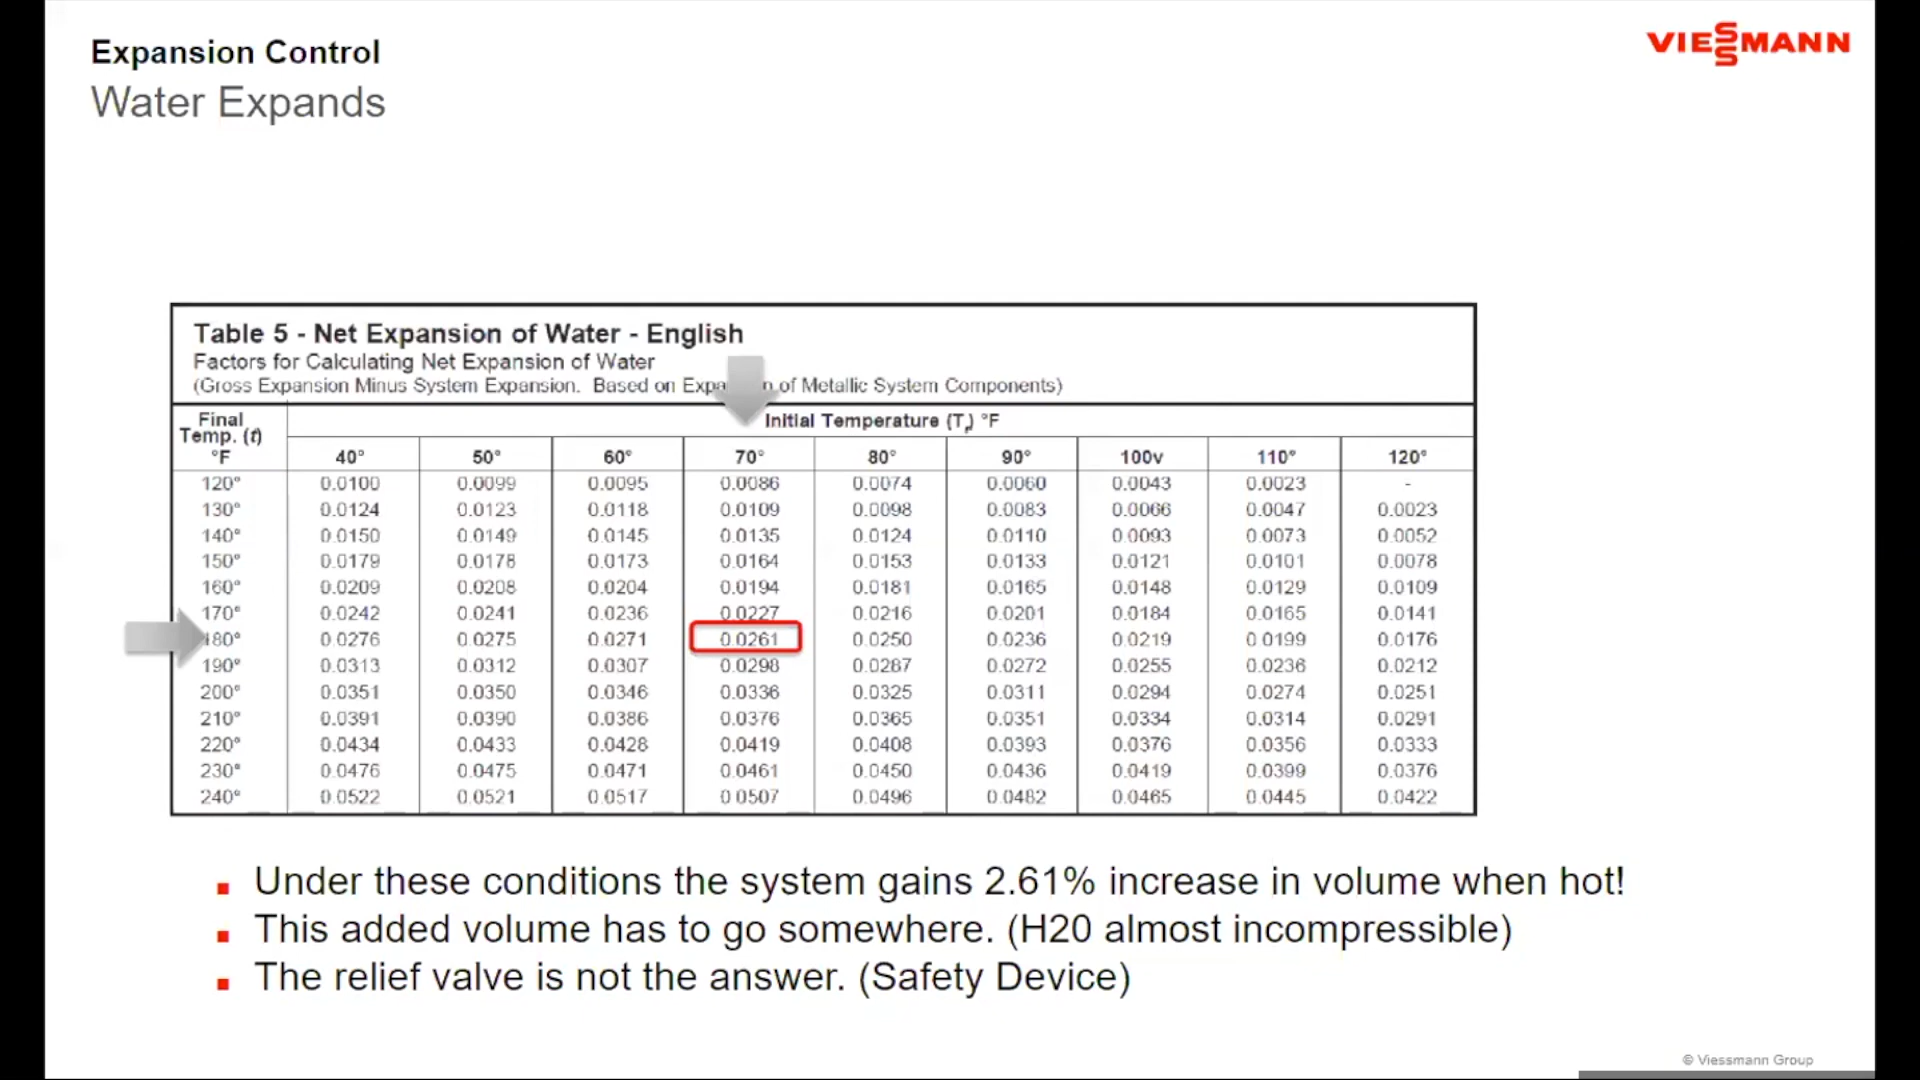 Expansion Control
VIESSMANN
Water Expands
Table 5 - Net Expansion of Water - English
Factors for Calculating Net Expansion of Water
(Gross Expansion Minus System Expansion. Based on Expa n of Metallic System Components)
Final Temp. (t) °F
Initial Temperature (Tr) °F
40° 50° 60° 70° 80° 90° 100v 110° 120°
120° 0.0100 0.0099 0.0095 0.0086 0.0074 0.0060 0.0043 0.0023 -
130° 0.0124 0.0123 0.0118 0.0109 0.0098 0.0083 0.0066 0.0047 0.0023
140° 0.0150 0.0149 0.0145 0.0135 0.0124 0.0110 0.0093 0.0073 0.0052
150° 0.0179 0.0178 0.0173 0.0164 0.0153 0.0133 0.0121 0.0101 0.0078
160° 0.0209 0.0208 0.0204 0.0194 0.0181 0.0165 0.0148 0.0129 0.0109
170° 0.0242 0.0241 0.0236 0.0227 0.0216 0.0201 0.0184 0.0165 0.0141
180° 0.0276 0.0275 0.0271 0.0261 0.0250 0.0236 0.0219 0.0199 0.0176
190° 0.0313 0.0312 0.0307 0.0298 0.0287 0.0272 0.0255 0.0236 0.0212
200° 0.0351 0.0350 0.0346 0.0336 0.0325 0.0311 0.0294 0.0274 0.0251
210° 0.0391 0.0390 0.0386 0.0376 0.0365 0.0351 0.0334 0.0314 0.0291
220° 0.0434 0.0433 0.0428 0.0419 0.0408 0.0393 0.0376 0.0356 0.0333
230° 0.0476 0.0475 0.0471 0.0461 0.0450 0.0436 0.0419 0.0399 0.0376
240° 0.0522 0.0521 0.0517 0.0507 0.0496 0.0482 0.0465 0.0445 0.0422
Under these conditions the system gains 2.61% increase in volume when hot!
This added volume has to go somewhere. (H20 almost incompressible)
The relief valve is not the answer. (Safety Device)
© Viessmann Group